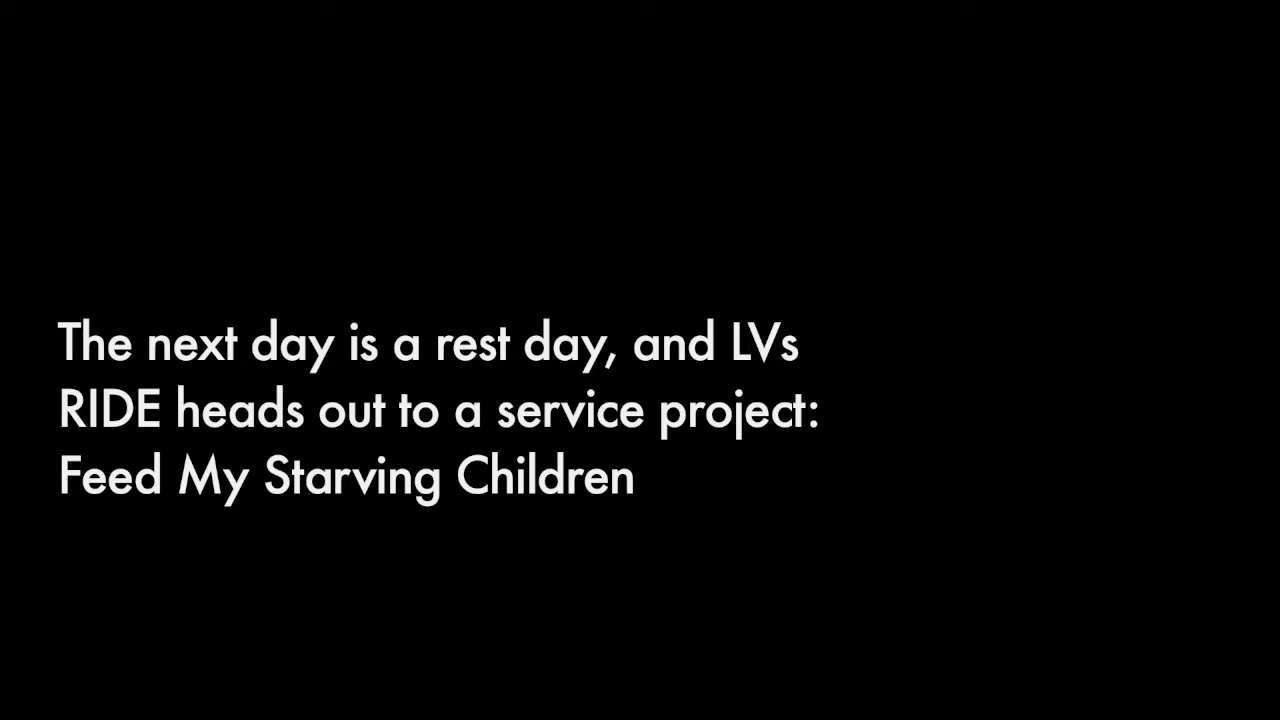 The next day is a rest day, and LVs
RIDE heads out to a service project:
Feed My Starving Children